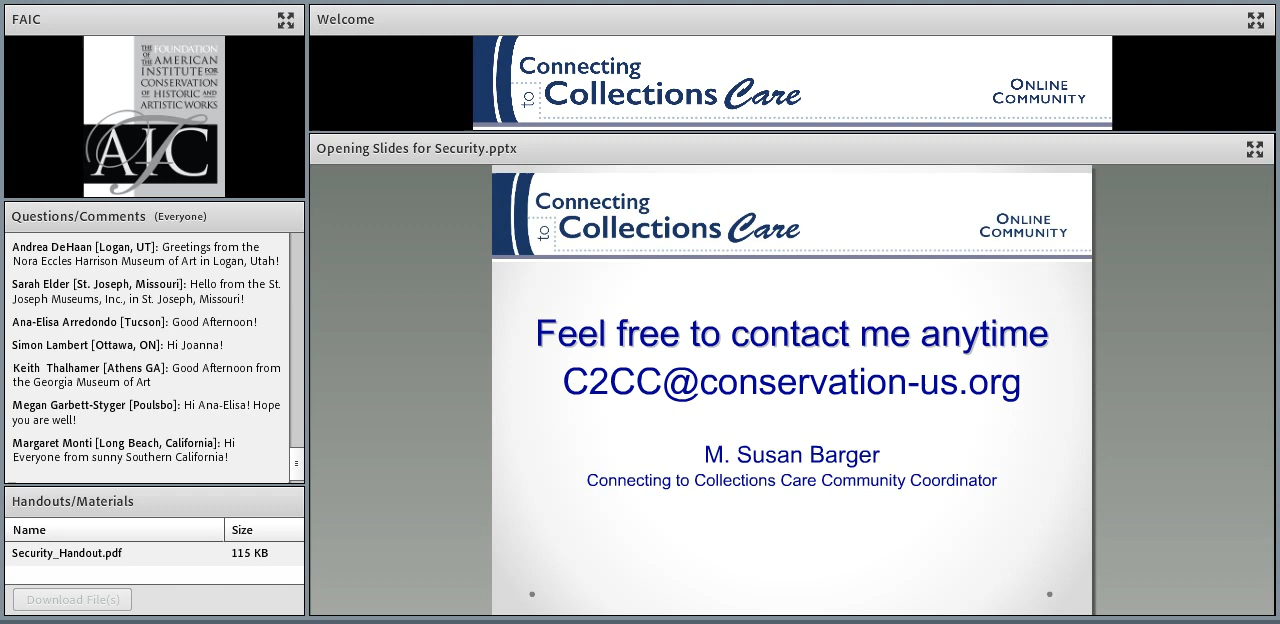 FAIC
THE FOUNDATION
OF THE AMERICAN
INSTITUTE FOR
CONSERVATION
OF HISTORIC AND
ARTISTIC WORKS
AIC
Questions/Comments (Everyone)
Andrea DeHaan [Logan, UT]: Greetings from the
Nora Eccles Harrison Museum of Art in Logan, Utah!
Sarah Elder [St. Joseph, Missouri]: Hello from the St.
Joseph Museums, Inc., in St. Joseph, Missouri!
Ana-Elisa Arredondo [Tucson]: Good Afternoon!
Simon Lambert [Ottawa, ON]: Hi Joanna!
Keith Thalhamer [Athens GA]: Good Afternoon from
the Georgia Museum of Art
Megan Garbett-Styger [Poulsbo]: Hi Ana-Elisa! Hope
you are well!
Margaret Monti [Long Beach, California]: Hi
Everyone from sunny Southern California!
Handouts/Materials
Name Size
Security_Handout.pdf 115 KB
Download File(s)
Welcome
Connecting
to Collections Care
ONLINE
COMMUNITY
Opening Slides for Security.pptx
Connecting
to Collections Care
ONLINE
COMMUNITY
Feel free to contact me anytime
C2CC@conservation-us.org
M. Susan Barger
Connecting to Collections Care Community Coordinator